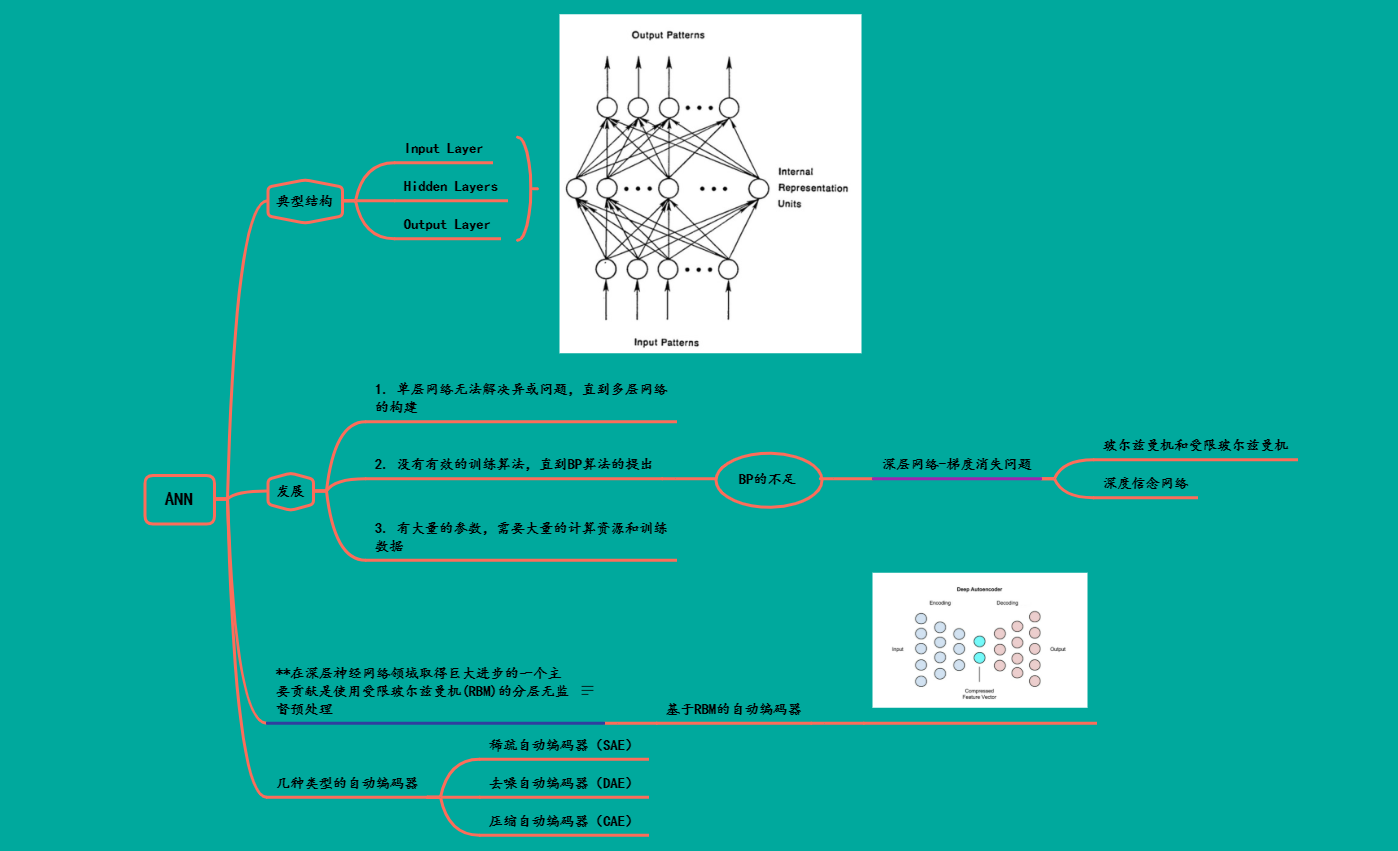 Output Patterns
Internal
Representation
Units
Input Patterns
Input Layer
Hidden Layers
Output Layer
典型结构
1. 单层网络无法解决异或问题，直到多层网络
的构建
2. 没有有效的训练算法，直到BP算法的提出
3. 有大量的参数，需要大量的计算资源和训练
数据
发展
BP的不足
深层网络-梯度消失问题
玻尔兹曼机和受限玻尔兹曼机
深度信念网络
ANN
**在深层神经网络领域取得巨大进步的一个主
要贡献是使用受限玻尔兹曼机(RBM)的分层无监
督预处理
基于RBM的自动编码器
Deep Autoencoder
Encoding
Decoding
Input
Output
Compressed
Feature Vector
几种类型的自动编码器
稀疏自动编码器（SAE）
去噪自动编码器（DAE）
压缩自动编码器（CAE）